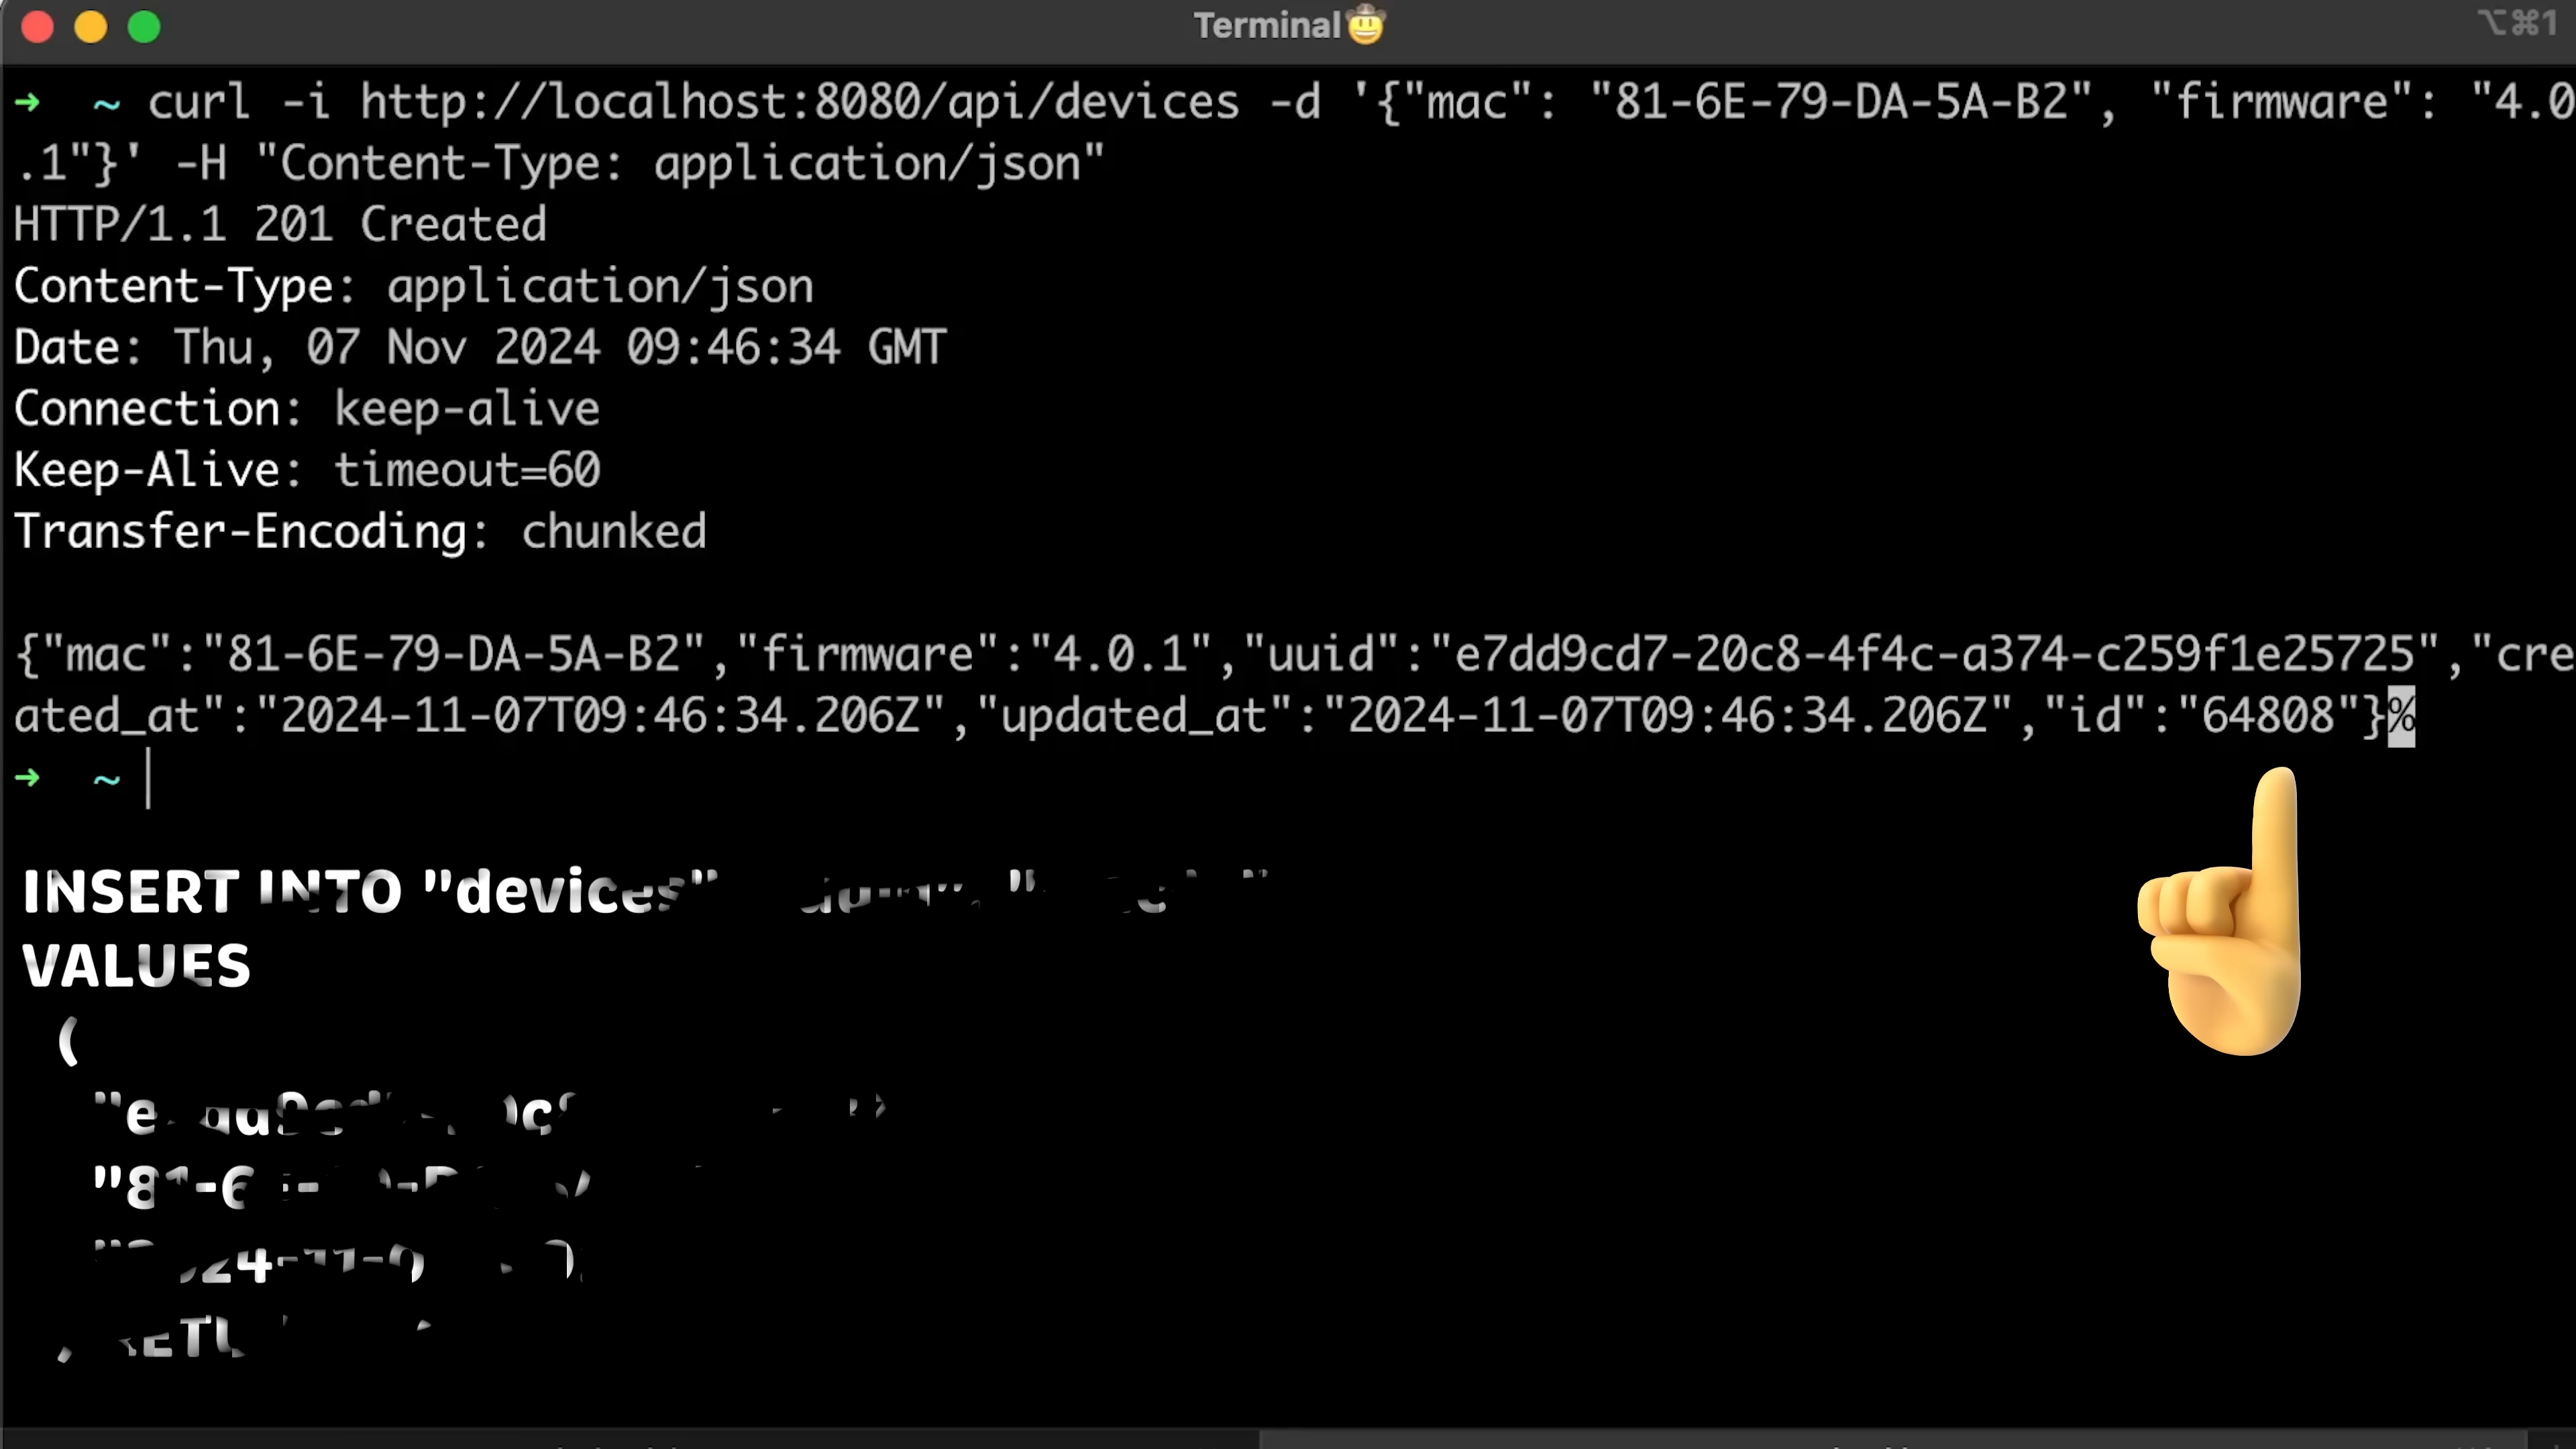 Terminal🤠
⌥⌘1
➜ ~ curl -i http://localhost:8080/api/devices -d '{"mac": "81-6E-79-DA-5A-B2", "firmware": "4.0
.1"}' -H "Content-Type: application/json"
HTTP/1.1 201 Created
Content-Type: application/json
Date: Thu, 07 Nov 2024 09:46:34 GMT
Connection: keep-alive
Keep-Alive: timeout=60
Transfer-Encoding: chunked
{"mac":"81-6E-79-DA-5A-B2","firmware":"4.0.1","uuid":"e7dd9cd7-20c8-4f4c-a374-c259f1e25725","cre
ated_at":"2024-11-07T09:46:34.206Z","updated_at":"2024-11-07T09:46:34.206Z","id":"64808"}%
➜ ~
INSERT INTO "devices"
VALUES
(